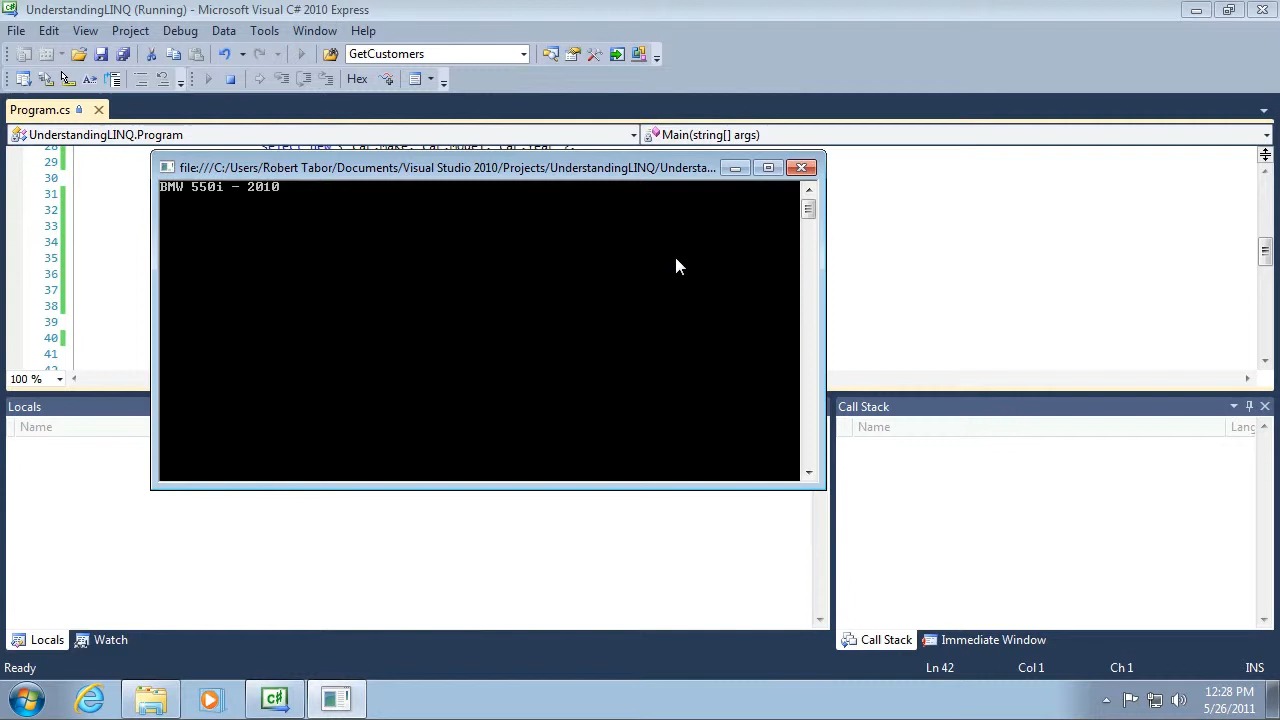 UnderstandingLINQ (Running) - Microsoft Visual C# 2010 Express
File Edit View Project Debug Data Tools Window Help
GetCustomers
Hex
Program.cs
UnderstandingLINQ.Program Main(string[] args)
28
29
30
31
32
33
34
35
36
37
38
39
40
41
file:///C:/Users/Robert Tabor/Documents/Visual Studio 2010/Projects/UnderstandingLINQ/Understa...
BMW 550i - 2010
100 %
Locals
Name
Call Stack
Name Lang
Locals Watch
Call Stack Immediate Window
Ready Ln 42 Col 1 Ch 1 INS
12:28 PM
5/26/2011